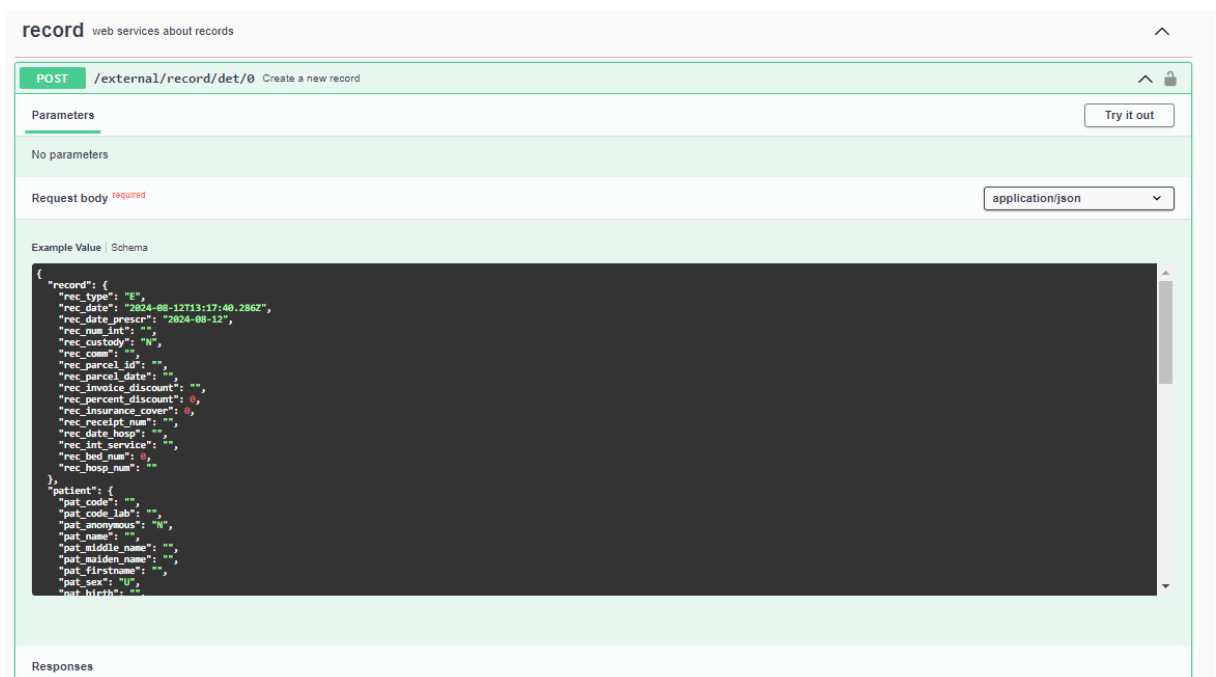 record web services about records
POST /external/record/det/0 Create a new record
Parameters Try it out
No parameters
Request body required application/json
Example Value | Schema
{
"record": {
"rec_type": "E",
"rec_date": "2024-08-12T13:17:40.286Z",
"rec_date_prescr": "2024-08-12",
"rec_num_int": "",
"rec_custody": "N",
"rec_comm": "",
"rec_parcel_id": "",
"rec_parcel_date": "",
"rec_invoice_discount": "",
"rec_percent_discount": 0,
"rec_insurance_cover": 0,
"rec_receipt_num": "",
"rec_date_hosp": "",
"rec_int_service": "",
"rec_bed_num": 0,
"rec_hosp_num": ""
},
"patient": {
"pat_code": "",
"pat_code_lab": "",
"pat_anonymous": "N",
"pat_name": "",
"pat_middle_name": "",
"pat_maiden_name": "",
"pat_firstname": "",
"pat_sex": "U",
"pat_birth": "",
Responses